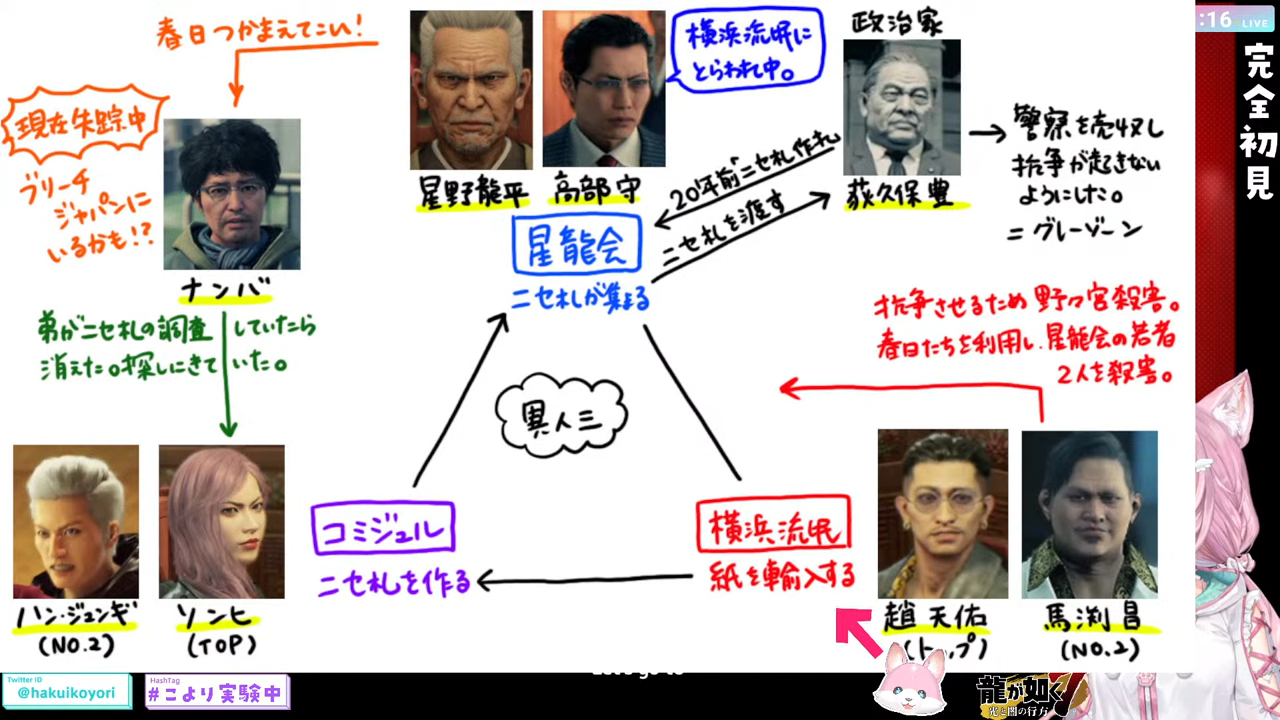 春日つかまえてこい！
現在失踪中
ブリーチ
ジャパンに
いるかも！？
ナンバ
弟がニセ札の調査していたら
消えた。探しにきていた。
星野龍平
高部守
横浜流氓に
とらわれ中。
政治家
荻久保豊
20年前ニセ札作れ
ニセ札を渡す
警察を売収し
抗争が起きない
ようにした。
=グレーゾーン
星龍会
ニセ札が集まる
異人三
抗争させるため野々宮殺害。
春日たちを利用し、星龍会の若者
2人を殺害。
コミジュル
ニセ札を作る
横浜流氓
紙を輸入する
ハン・ジュンギ
(NO.2)
ソンヒ
(TOP)
趙天佑
(トップ)
馬渕昌
(NO.2)
:16 LIVE
完全初見
Twitter ID
@hakuikoyori
HashTag
#こより実験中
龍が如く7
光と闇の行方